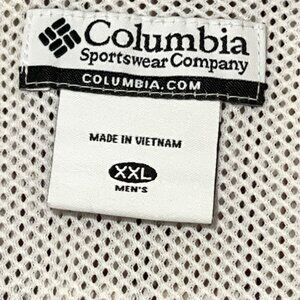 Columbia
Sportswear Company
COLUMBIA.COM
MADE IN VIETNAM
XXL
MEN'S